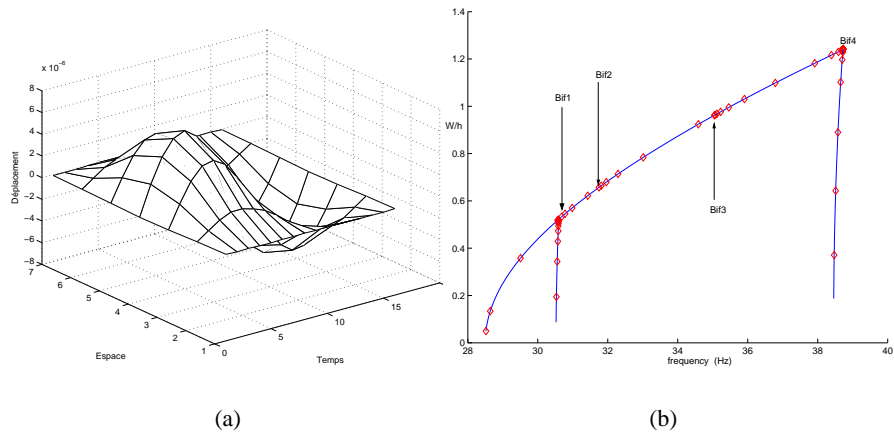 x 10⁻⁶
8
6
4
2
0
−2
−4
−6
−8
Déplacement
7
6
5
4
3
2
1
Espace
0
5
10
15
Temps
(a)
1.4
1.2
1
W/h
0.8
0.6
0.4
0.2
0
28
30
32
34
36
38
40
frequency (Hz)
Bif1
Bif2
Bif3
Bif4
(b)